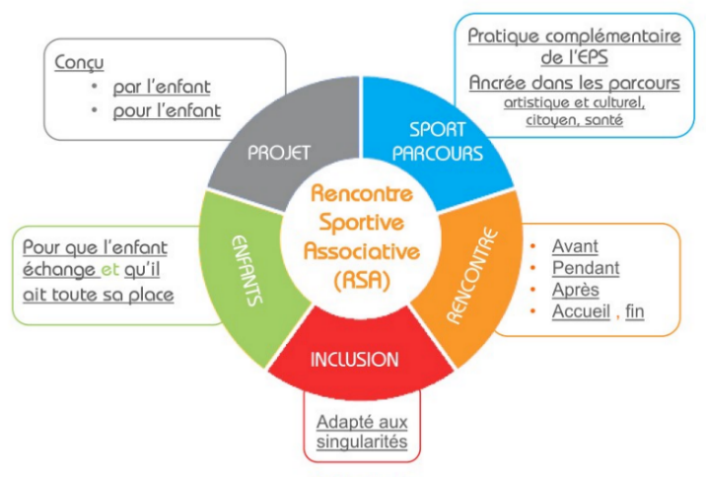 Conçu
• par l'enfant
• pour l'enfant
Pratique complémentaire
de l'EPS
Ancrée dans les parcours
artistique et culturel,
citoyen, santé
PROJET
SPORT
PARCOURS
Rencontre
Sportive
Associative
(RSA)
Pour que l'enfant
échange et qu'il
ait toute sa place
ENFANTS
RENCONTRE
• Avant
• Pendant
• Après
• Accueil , fin
INCLUSION
Adapté aux
singularités